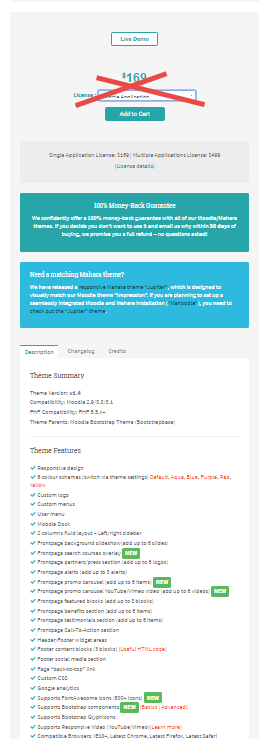 Live Demo
$169
License: Single Application
Add to Cart
Single Application License: $169 | Multiple Applications License: $499
(License details)
100% Money-Back Guarantee
We confidently offer a 100% money-back guarantee with all of our Moodle/Mahara
themes. If you decide you don't want to use it and email us why within 30 days of
buying, we promise you a full refund – no questions asked!
Need a matching Mahara theme?
We have released a responsive Mahara theme "Jupiter", which is designed to
visually match our Moodle theme "Impression". If you are planning to set up a
seamlessly integrated Moodle and Mahara installation ("Mahoodle"), you need to
check out the "Jupiter" theme.
Description Changelog Credits
Theme Summary
Theme Version: v1.4
Compatibility: Moodle 2.9/3.0/3.1
PHP Compatibility: PHP 5.5.x+
Theme Parents: Moodle Bootstrap Theme (Bootstrapbase)
Theme Features
Responsive design
6 colour schemes (switch via theme settings) Default, Aqua, Blue, Purple, Red,
Yellow
Custom logo
Custom menus
User menu
Moodle Dock
2 columns fluid layout – Left/right sidebar
Frontpage background slideshow(add up to 6 slides)
Frontpage search courses overlay NEW
Frontpage partners/press section (add up to 6 logos)
Frontpage alerts (add up to 3 alerts)
Frontpage promo carousel (add up to 6 items) NEW
Frontpage promo carousel YouTube/Vimeo video (add up to 6 videos) NEW
Frontpage featured blocks (add up to 8 blocks)
Frontpage benefits section (add up to 6 items)
Frontpage testimonials section (add up to 6 items)
Frontpage Call-To-Action section
Header/Footer widget areas
Footer content blocks (3 blocks) (Useful HTML code)
Footer social media section
Page "back-to-top" link
Custom CSS
Google analytics
Supports FontAwesome icons (600+ icons) NEW
Supports Bootstrap components NEW (Basics | Advanced)
Supports Bootstrap Glyphicons
Supports Responsive Video (YouTube/Vimeo)(Learn more)
Compatible Browsers: IE10+, Latest Chrome, Latest Firefox, Latest Safari